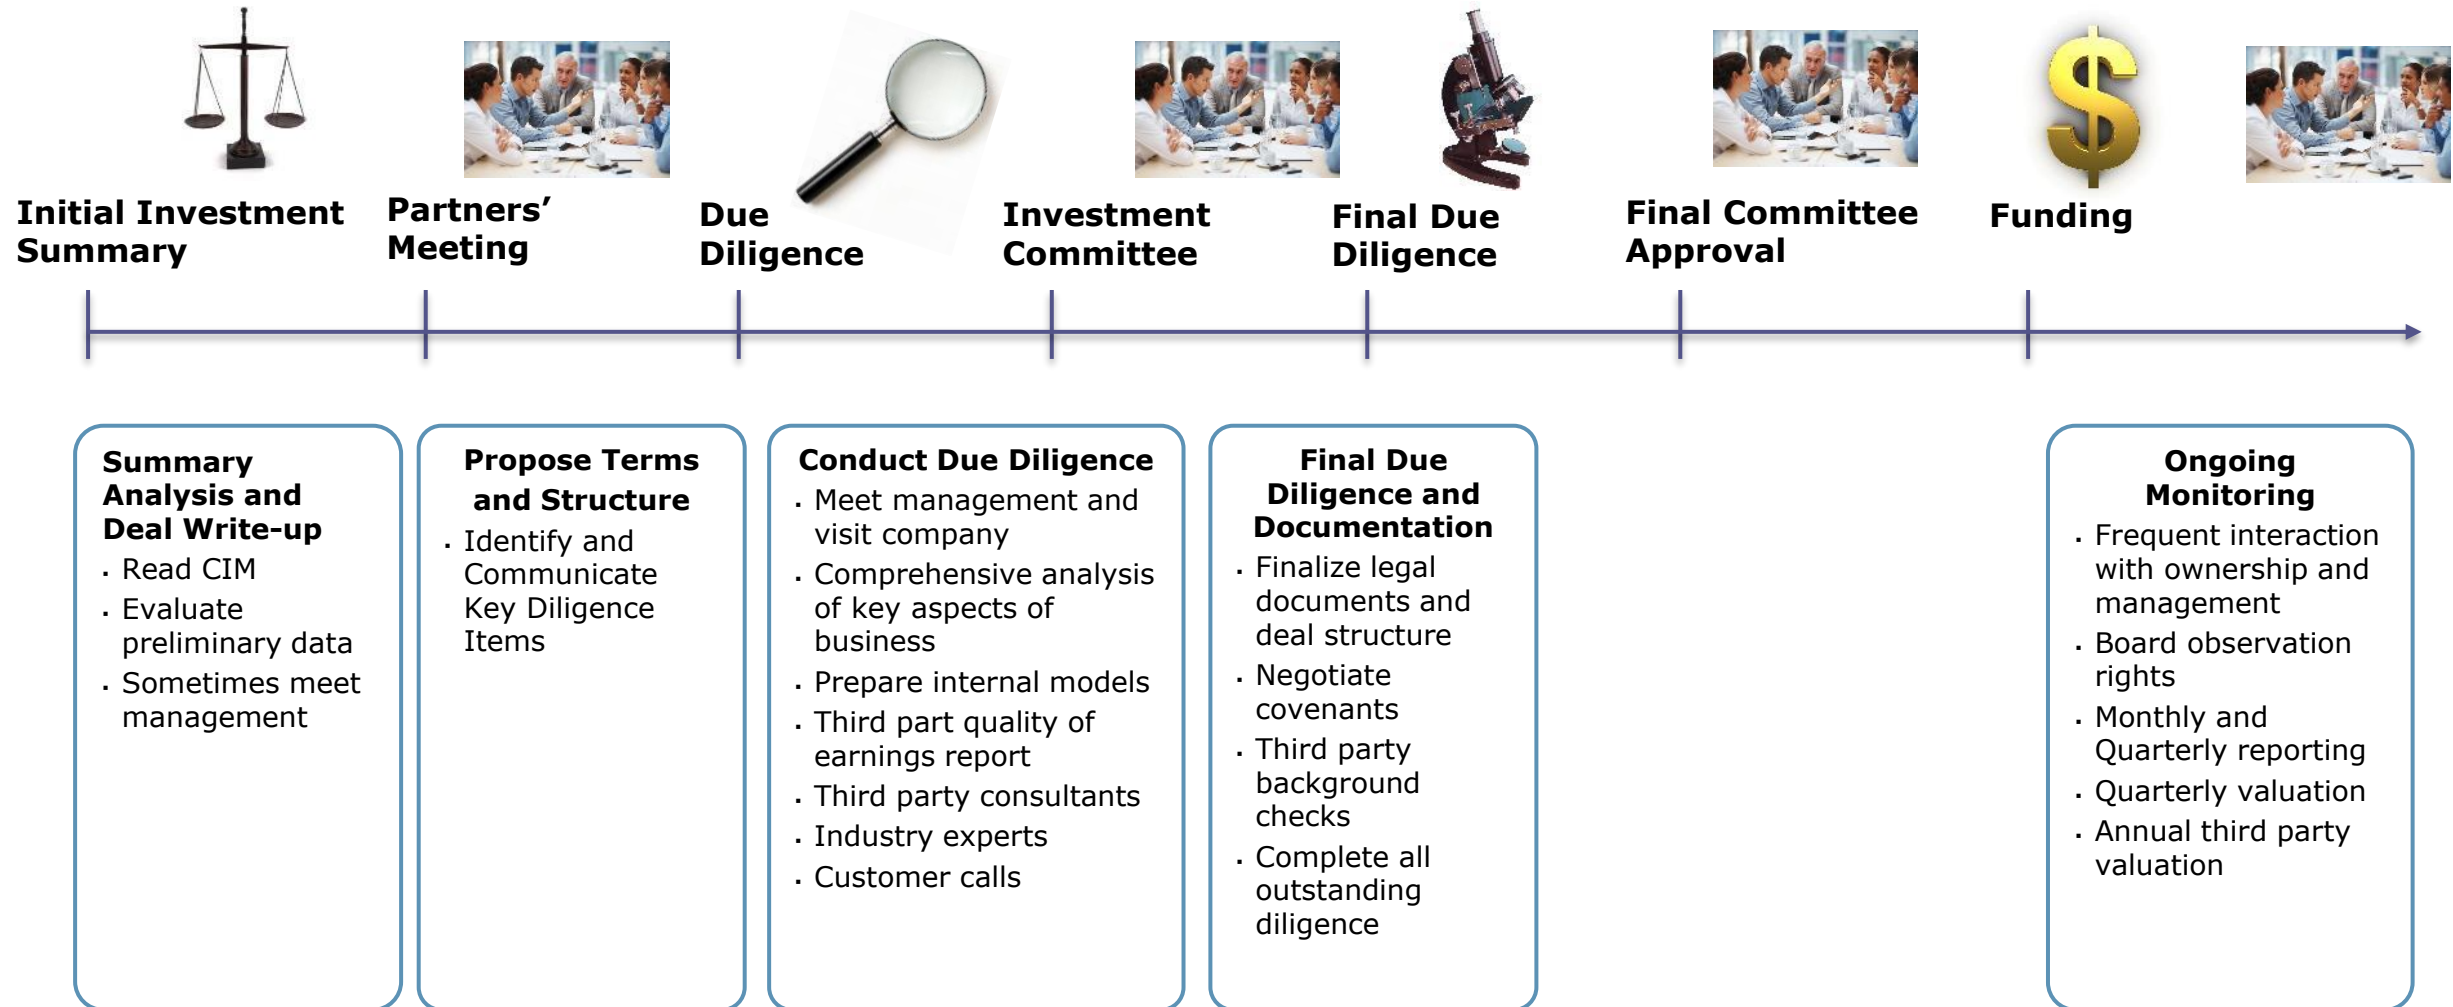 Initial Investment
Summary
Partners’
Meeting
Due
Diligence
Investment
Committee
Final Due
Diligence
Final Committee
Approval
Funding
Summary
Analysis and
Deal Write-up
· Read CIM
· Evaluate
preliminary data
· Sometimes meet
management
Propose Terms
and Structure
· Identify and
Communicate
Key Diligence
Items
Conduct Due Diligence
· Meet management and
visit company
· Comprehensive analysis
of key aspects of
business
· Prepare internal models
· Third part quality of
earnings report
· Third party consultants
· Industry experts
· Customer calls
Final Due
Diligence and
Documentation
· Finalize legal
documents and
deal structure
· Negotiate
covenants
· Third party
background
checks
· Complete all
outstanding
diligence
Ongoing
Monitoring
· Frequent interaction
with ownership and
management
· Board observation
rights
· Monthly and
Quarterly reporting
· Quarterly valuation
· Annual third party
valuation